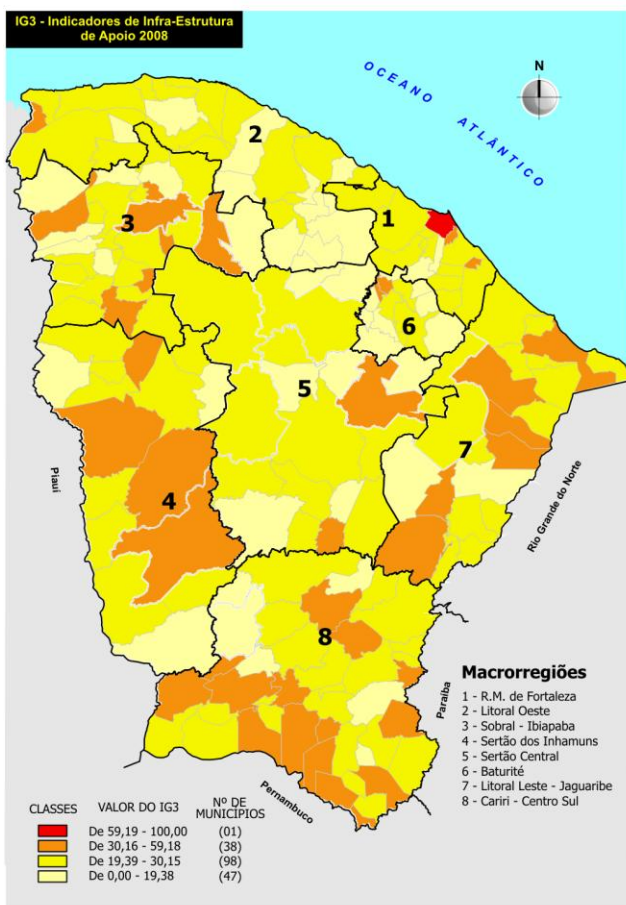 IG3 - Indicadores de Infra-Estrutura
de Apoio 2008
OCEANO ATLÂNTICO
N
1
2
3
4
5
6
7
8
Piauí
Rio Grande do Norte
Paraíba
Pernambuco
Macrorregiões
1 - R.M. de Fortaleza
2 - Litoral Oeste
3 - Sobral - Ibiapaba
4 - Sertão dos Inhamuns
5 - Sertão Central
6 - Baturité
7 - Litoral Leste - Jaguaribe
8 - Cariri - Centro Sul
CLASSES VALOR DO IG3 Nº DE MUNICÍPIOS
De 59,19 - 100,00 (01)
De 30,16 - 59,18 (38)
De 19,39 - 30,15 (98)
De 0,00 - 19,38 (47)